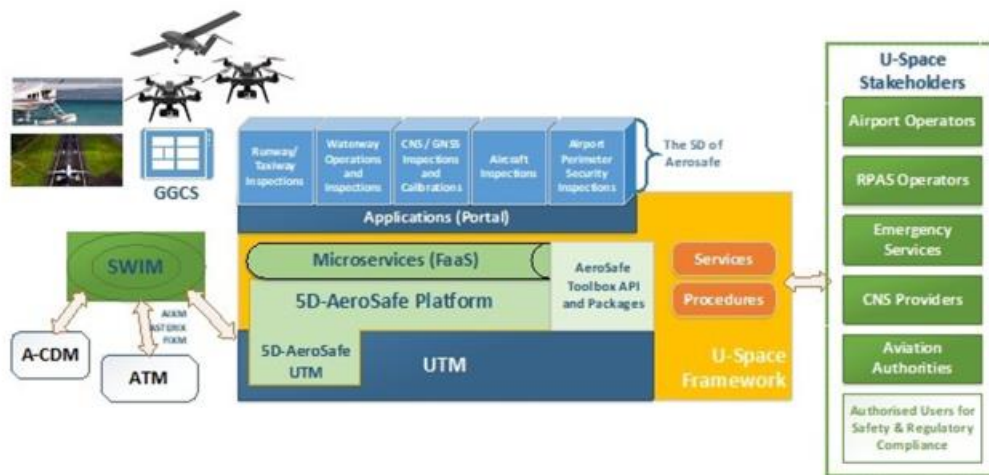 GGCS
Runway/
Taxiway
Inspections
Waterway
Operations
and
Inspections
CNS / GNSS
Inspections
and
Calibrations
Aircraft
Inspections
Airport
Perimeter
Security
Inspections
The 5D of
Aerosafe
Applications (Portal)
Microservices (FaaS)
5D-AeroSafe Platform
AeroSafe
Toolbox API
and Packages
5D-AeroSafe
UTM
UTM
Services
Procedures
U-Space
Framework
SWIM
AIXM
ASTERIX
FIXM
A-CDM
ATM
U-Space
Stakeholders
Airport Operators
RPAS Operators
Emergency
Services
CNS Providers
Aviation
Authorities
Authorised Users for
Safety & Regulatory
Compliance